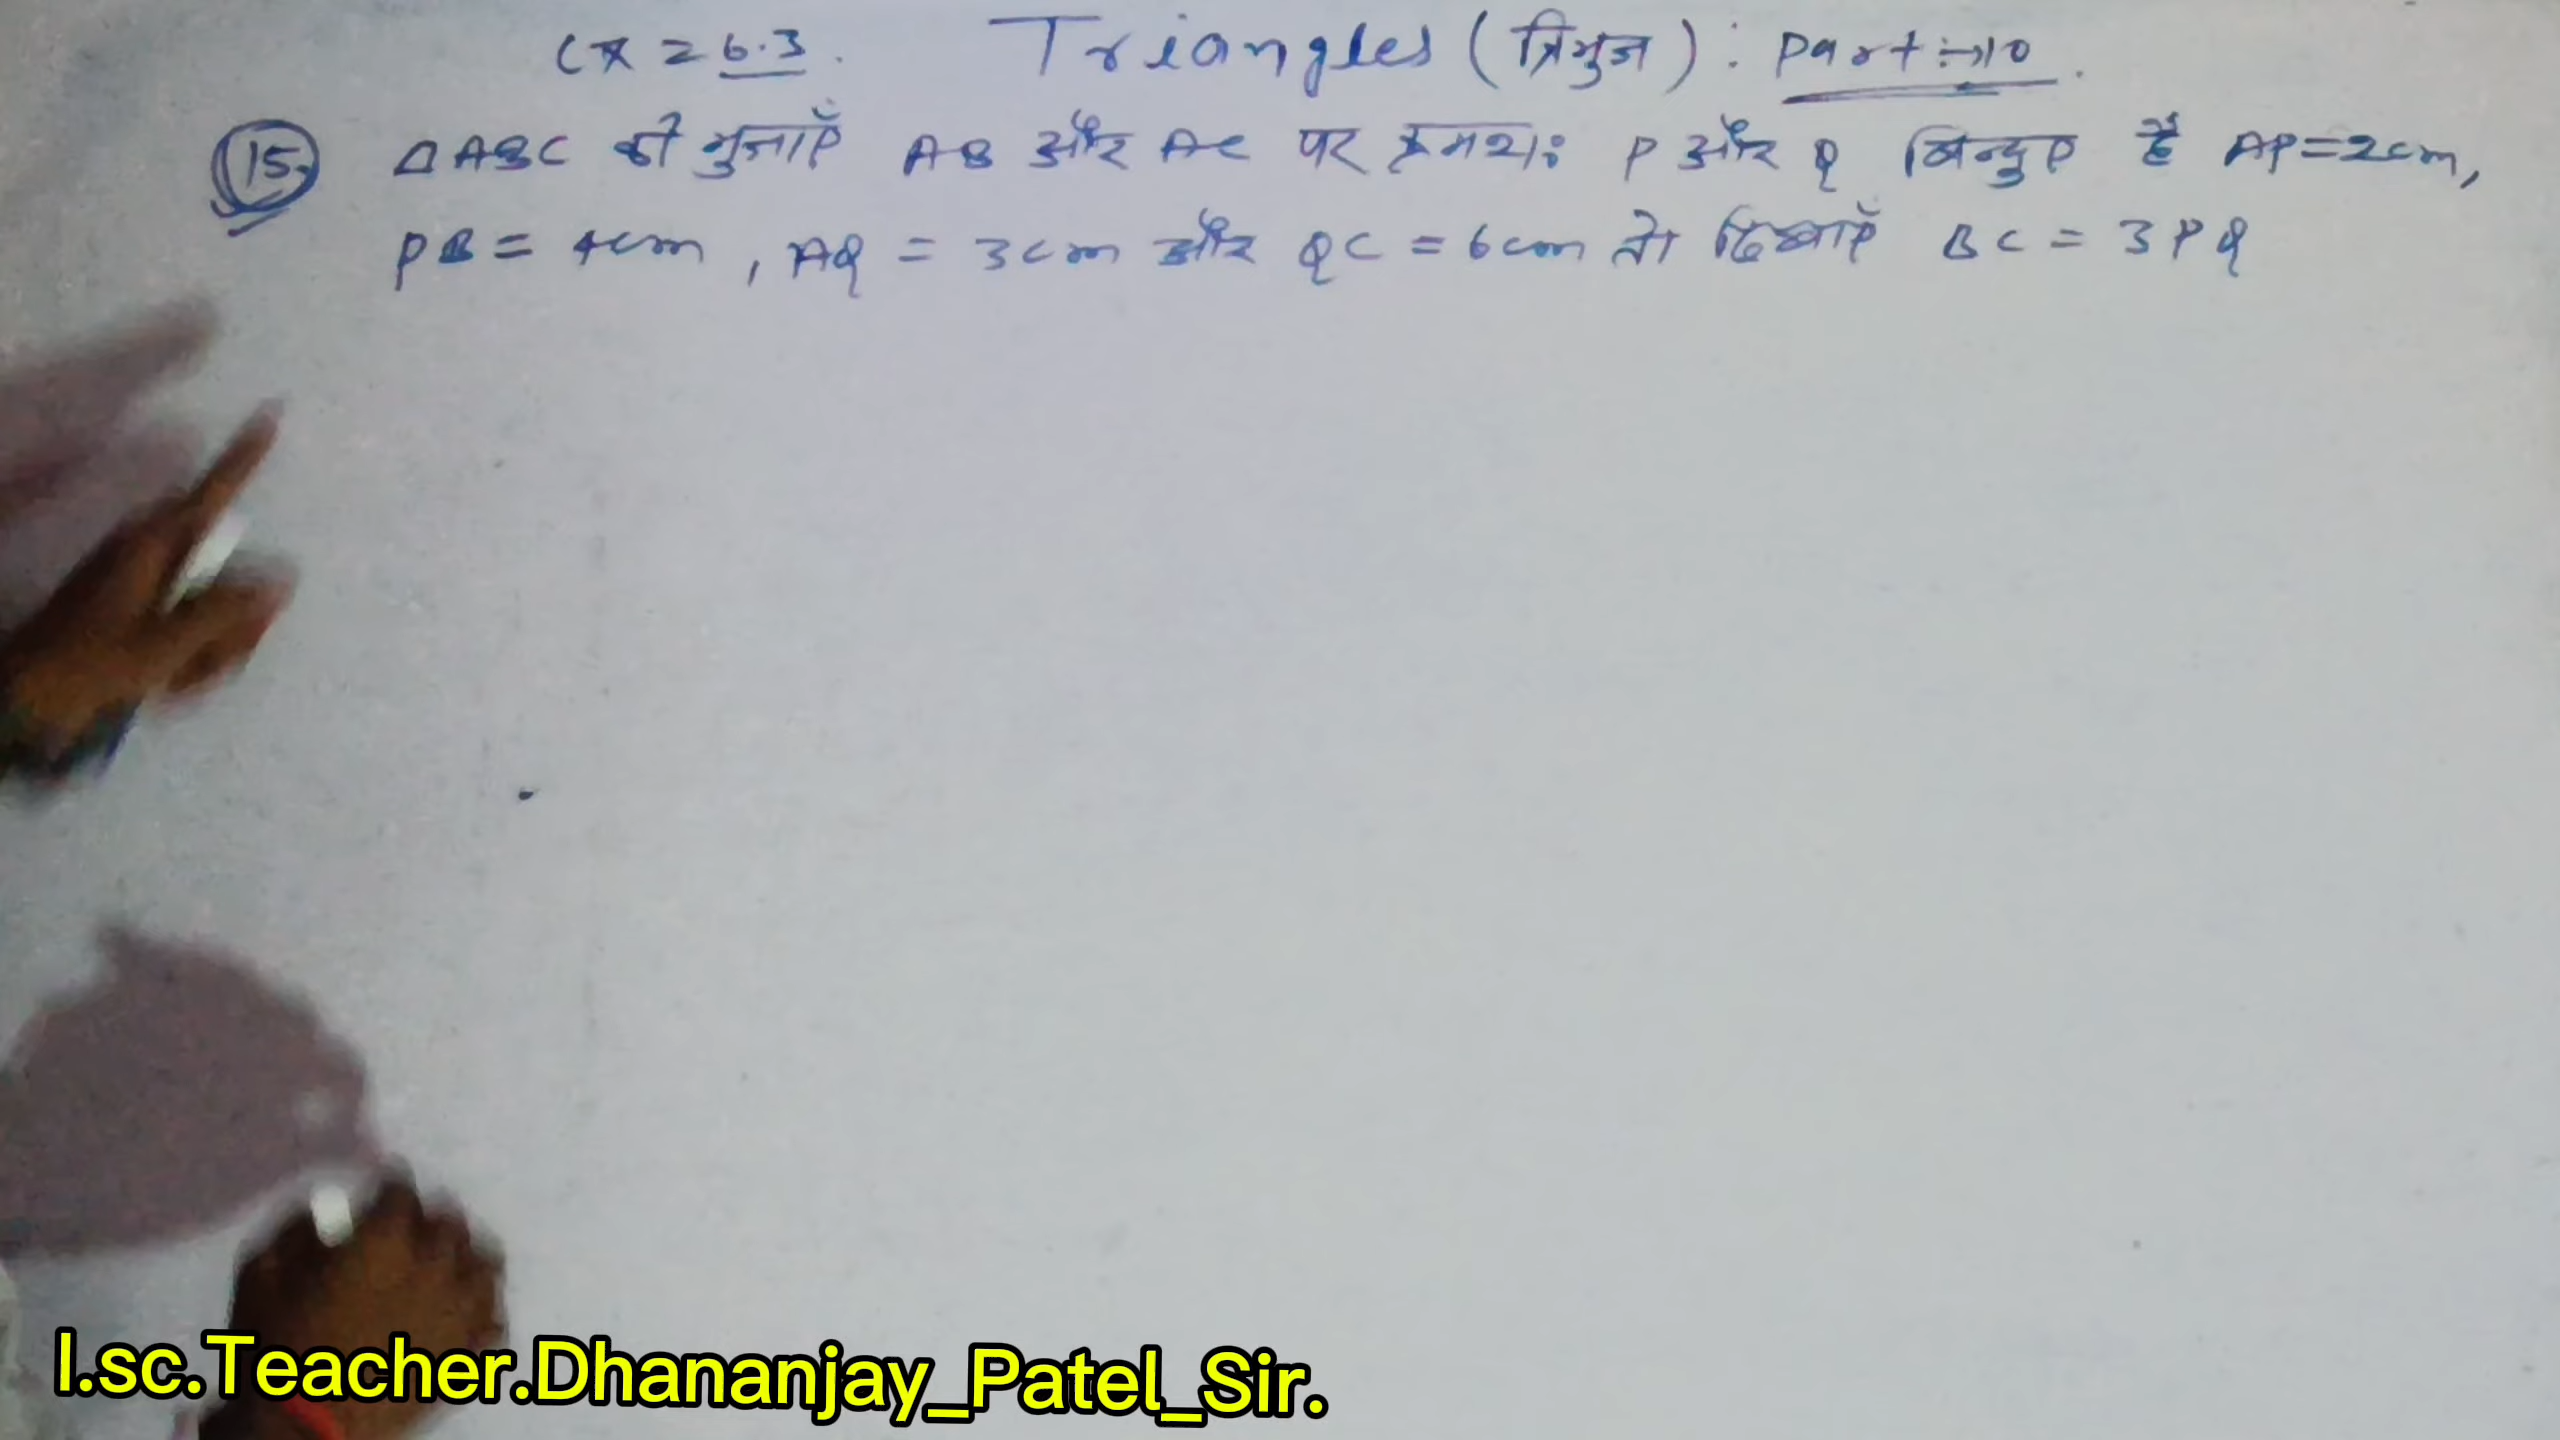 Ex = 6.3. Triangles (त्रिभुज) : Part :→ 10.
15. △ABC की भुजाएँ AB और AC पर क्रमशः P और Q बिन्दुए है AP = 2cm,
PB = 4cm, AQ = 3cm और QC = 6cm तो दिखाएँ BC = 3PQ
I.sc.Teacher.Dhananjay_Patel_Sir.